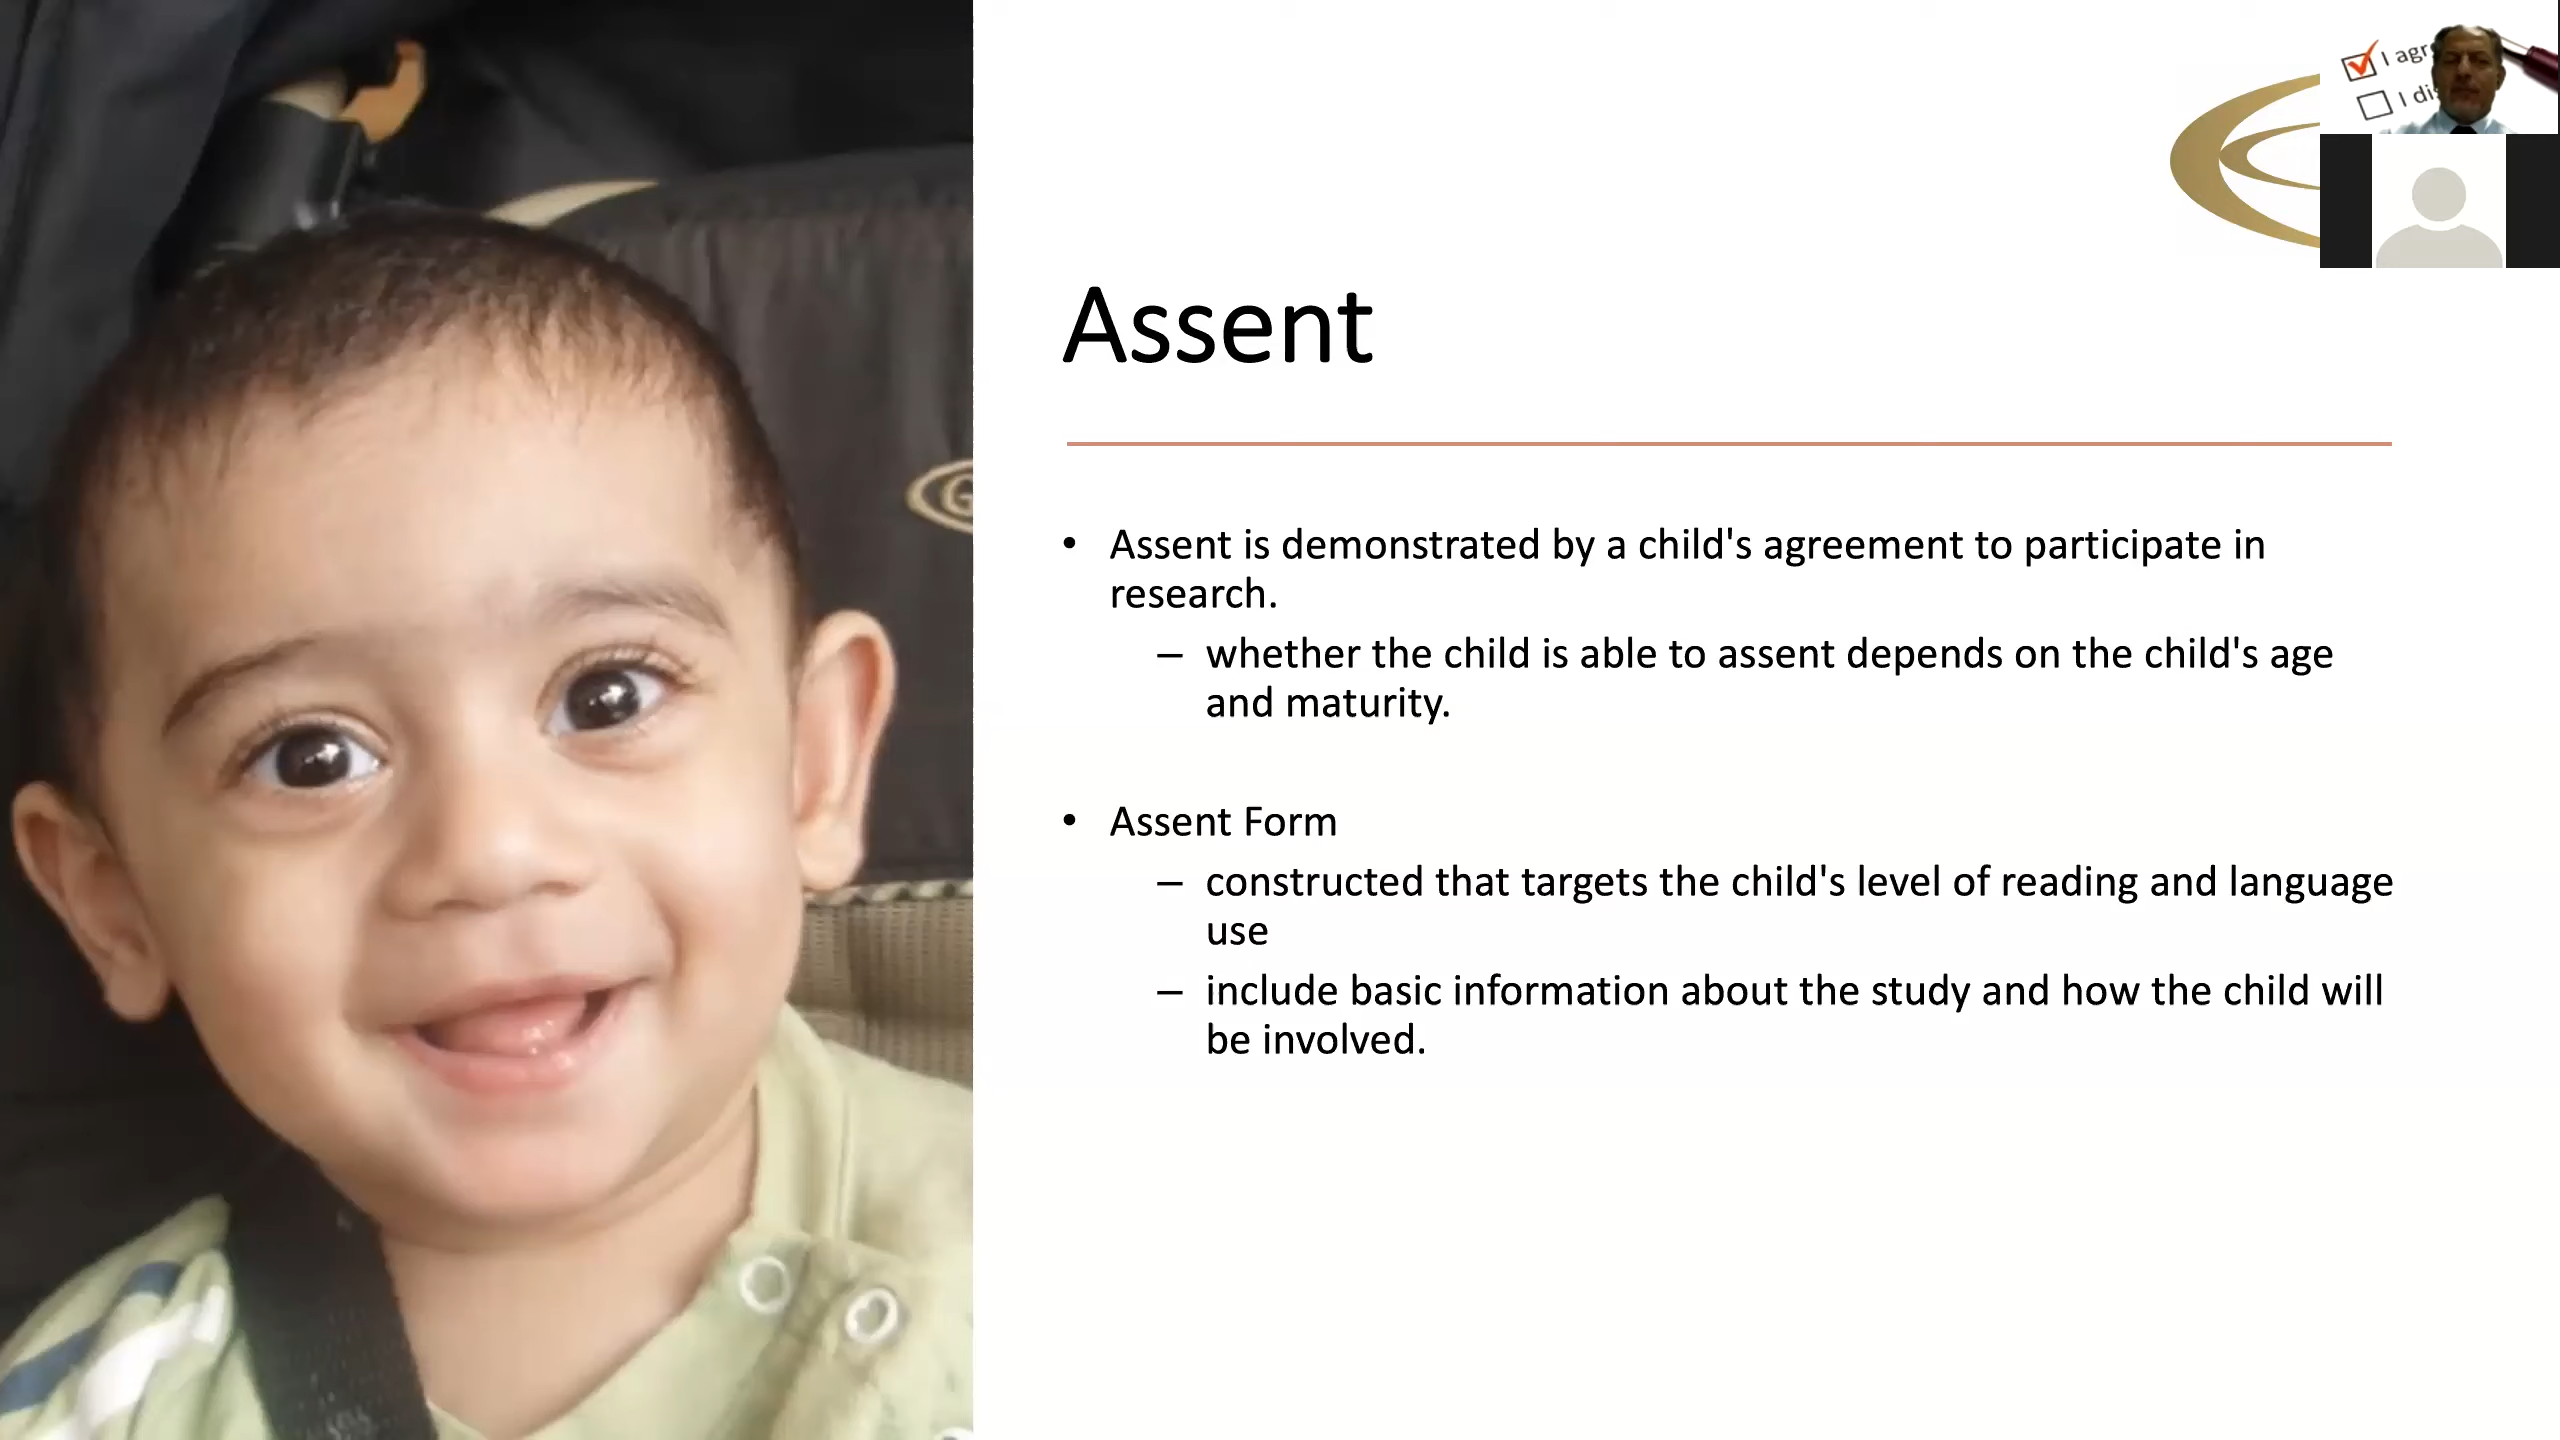 I agr
I di
Assent
• Assent is demonstrated by a child's agreement to participate in
research.
– whether the child is able to assent depends on the child's age
and maturity.
• Assent Form
– constructed that targets the child's level of reading and language
use
– include basic information about the study and how the child will
be involved.